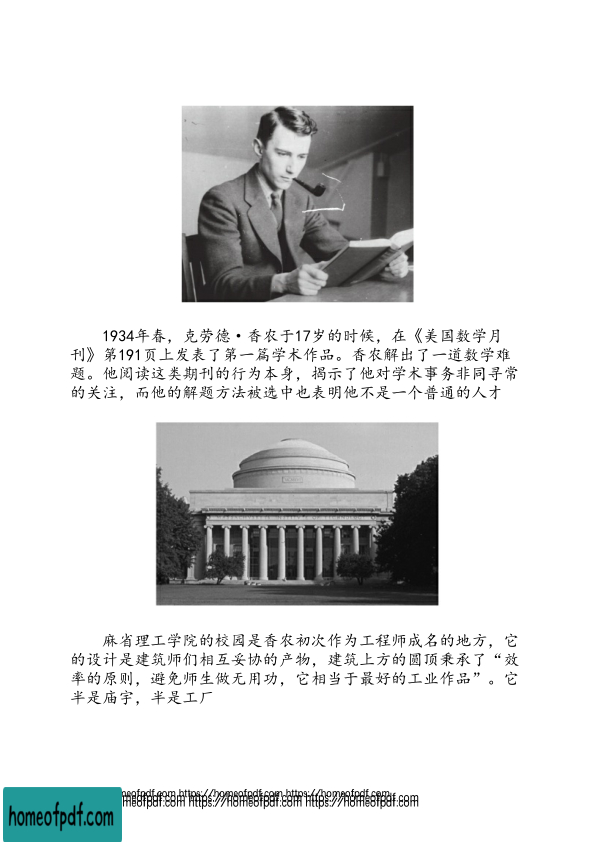 1934年春，克劳德·香农于17岁的时候，在《美国数学月
刊》第191页上发表了第一篇学术作品。香农解出了一道数学难
题。他阅读这类期刊的行为本身，揭示了他对学术事务非同寻常
的关注，而他的解题方法被选中也表明他不是一个普通的人才
麻省理工学院的校园是香农初次作为工程师成名的地方，它
的设计是建筑师们相互妥协的产物，建筑上方的圆顶秉承了“效
率的原则，避免师生做无用功，它相当于最好的工业作品”。它
半是庙宇，半是工厂
homeofpdf.com https://homeofpdf.com https://homeofpdf.com
homeofpdf.com https://homeofpdf.com https://homeofpdf.com
homeofpdf.com